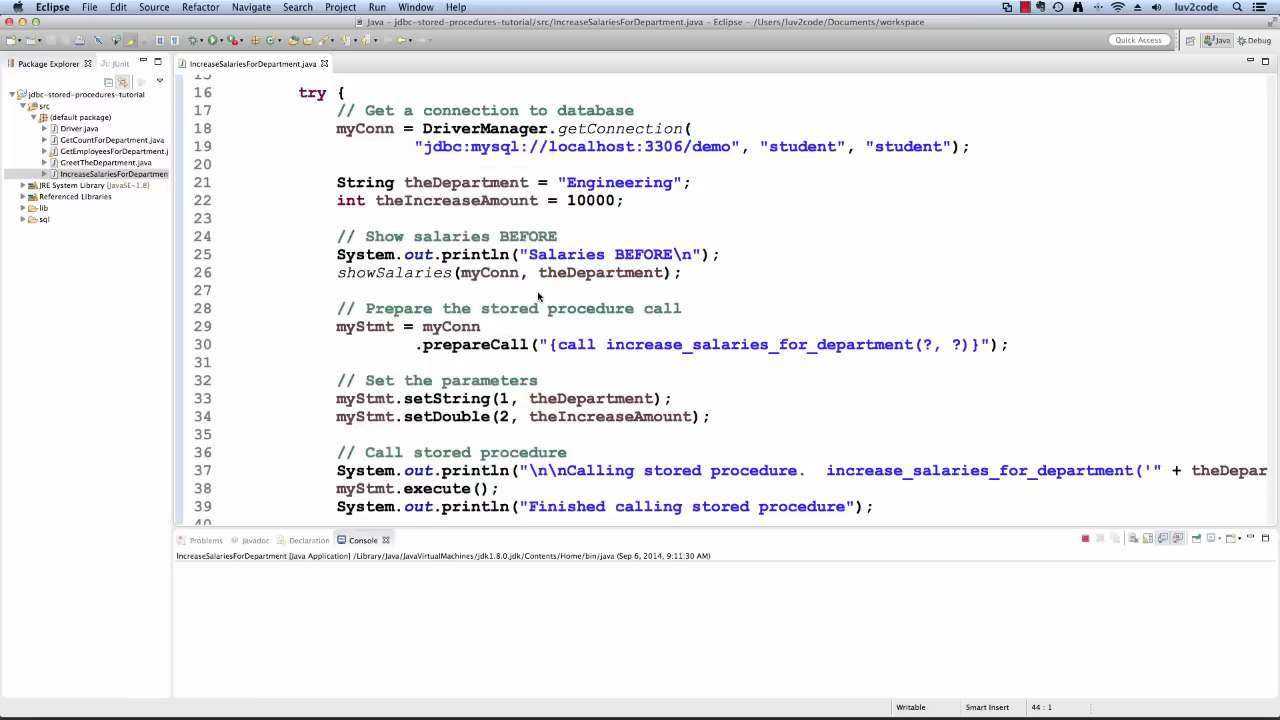 Eclipse File Edit Source Refactor Navigate Search Project Run Window Help luv2code
Java - jdbc-stored-procedures-tutorial/src/IncreaseSalariesForDepartment.java - Eclipse - /Users/luv2code/Documents/workspace
Quick Access Java Debug
Package Explorer JUnit
IncreaseSalariesForDepartment.java
jdbc-stored-procedures-tutorial
src
(default package)
Driver.java
GetCountForDepartment.java
GetEmployeesForDepartment.j
GreetTheDepartment.java
IncreaseSalariesForDepartmen
JRE System Library [JavaSE-1.8]
Referenced Libraries
lib
sql
15
16 try {
17 // Get a connection to database
18 myConn = DriverManager.getConnection(
19 "jdbc:mysql://localhost:3306/demo", "student", "student");
20
21 String theDepartment = "Engineering";
22 int theIncreaseAmount = 10000;
23
24 // Show salaries BEFORE
25 System.out.println("Salaries BEFORE\n");
26 showSalaries(myConn, theDepartment);
27
28 // Prepare the stored procedure call
29 myStmt = myConn
30 .prepareCall("{call increase_salaries_for_department(?, ?)}");
31
32 // Set the parameters
33 myStmt.setString(1, theDepartment);
34 myStmt.setDouble(2, theIncreaseAmount);
35
36 // Call stored procedure
37 System.out.println("\n\nCalling stored procedure.  increase_salaries_for_department('" + theDepar
38 myStmt.execute();
39 System.out.println("Finished calling stored procedure");
40
Problems Javadoc Declaration Console
IncreaseSalariesForDepartment [Java Application] /Library/Java/JavaVirtualMachines/jdk1.8.0.jdk/Contents/Home/bin/java (Sep 6, 2014, 9:11:30 AM)
Writable Smart Insert 44 : 1